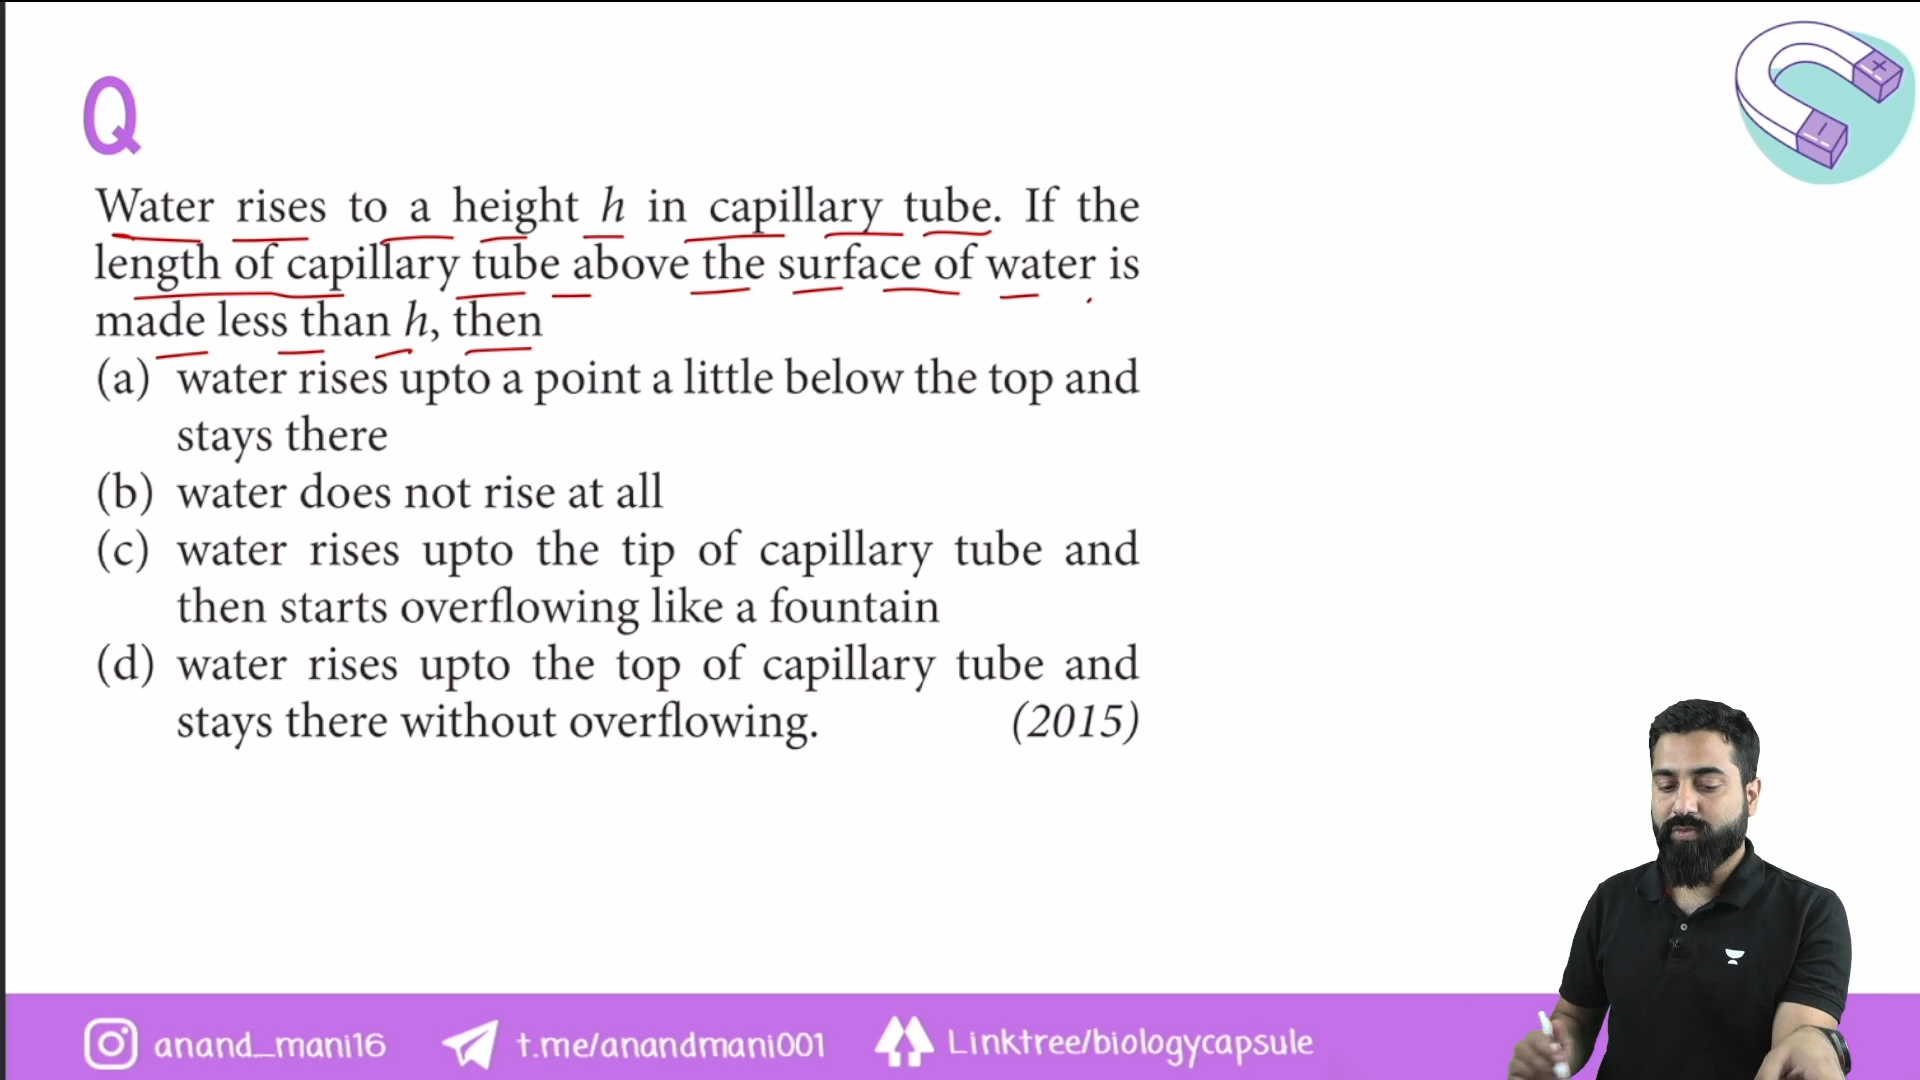 Q
Water rises to a height h in capillary tube. If the
length of capillary tube above the surface of water is
made less than h, then
(a) water rises upto a point a little below the top and
stays there
(b) water does not rise at all
(c) water rises upto the tip of capillary tube and
then starts overflowing like a fountain
(d) water rises upto the top of capillary tube and
stays there without overflowing. (2015)
anand_mani16 t.me/anandmani001 Linktree/biologycapsule